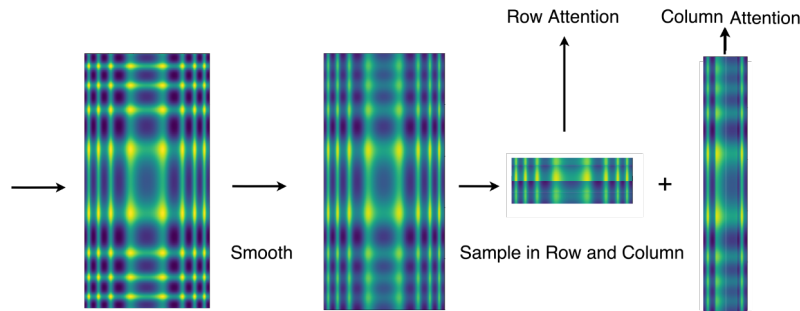 Row Attention
Column Attention
+
Smooth
Sample in Row and Column